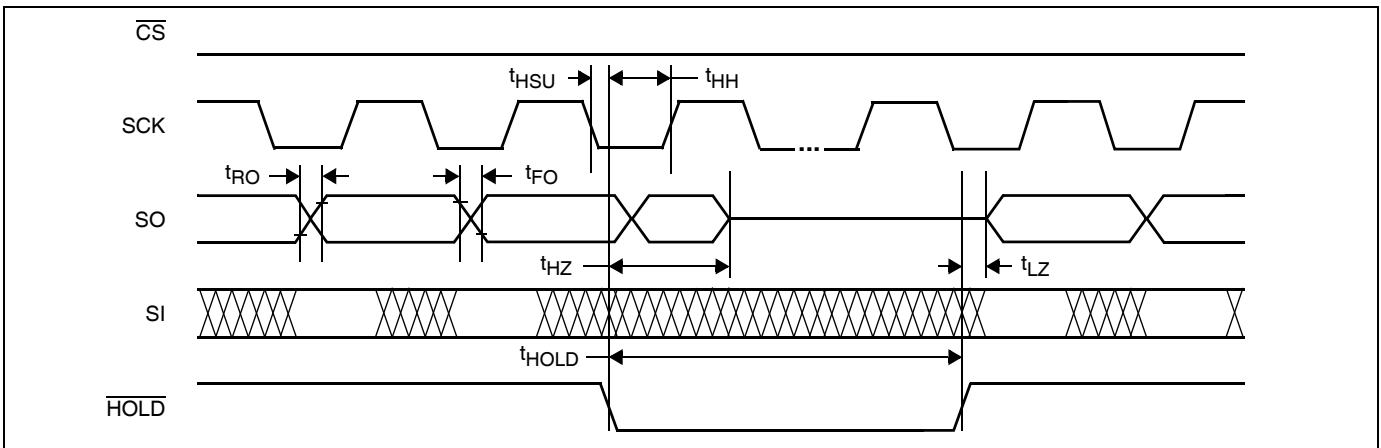 CS
tHSU
tHH
SCK
...
tRO
tFO
SO
tHZ
tLZ
SI
tHOLD
HOLD